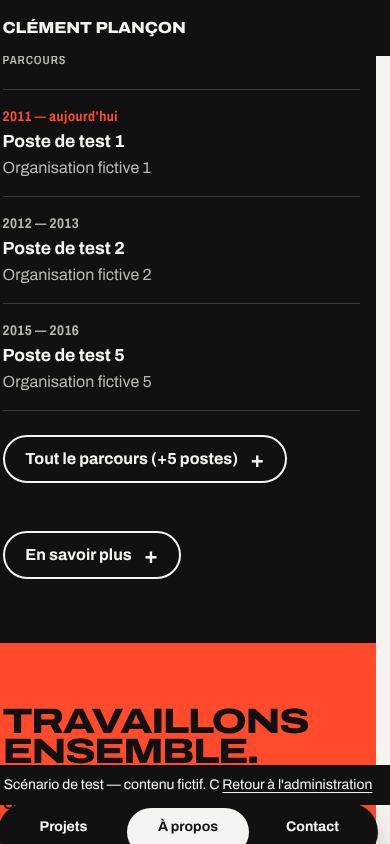 CLÉMENT PLANÇON
PARCOURS
2011 — aujourd'hui
Poste de test 1
Organisation fictive 1
2012 — 2013
Poste de test 2
Organisation fictive 2
2015 — 2016
Poste de test 5
Organisation fictive 5
Tout le parcours (+5 postes) +
En savoir plus +
TRAVAILLONS
ENSEMBLE.
Scénario de test — contenu fictif. C Retour à l'administration
Projets À propos Contact